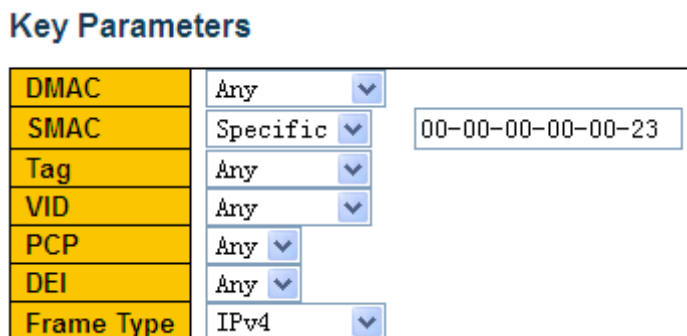 Key Parameters
DMAC Any
SMAC Specific 00-00-00-00-00-23
Tag Any
VID Any
PCP Any
DEI Any
Frame Type IPv4